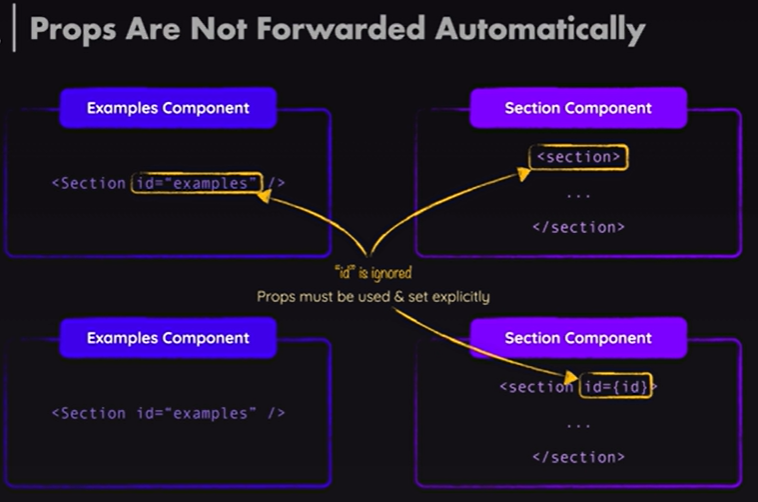 Props Are Not Forwarded Automatically
Examples Component
Section Component
<Section id="examples" />
<section>
...
</section>
"id" is ignored
Props must be used & set explicitly
Examples Component
Section Component
<Section id="examples" />
<section id={id}>
...
</section>